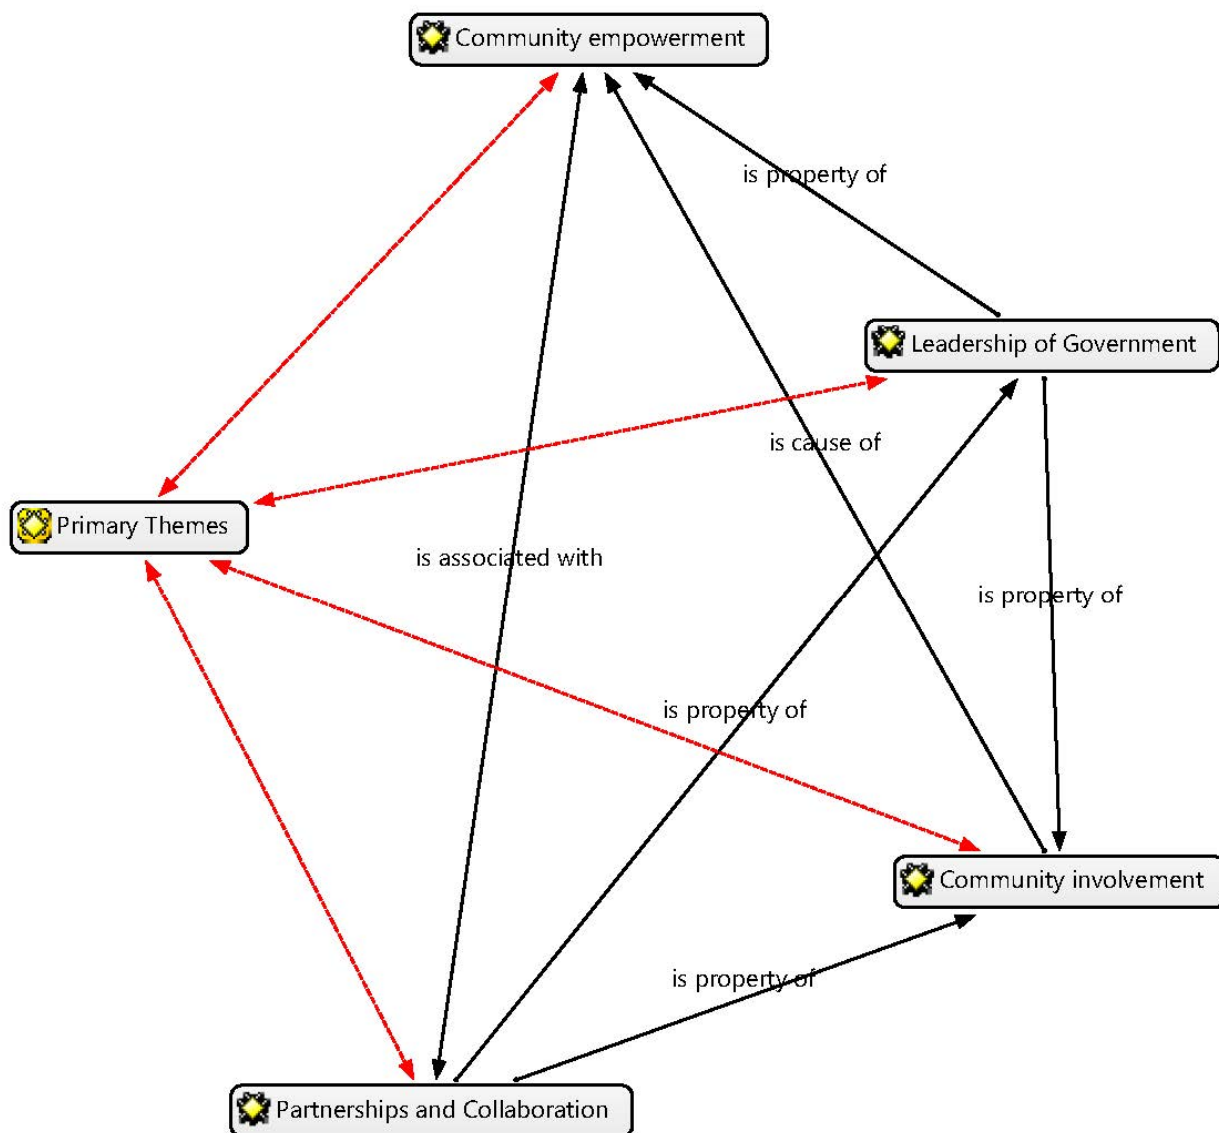 Community empowerment
is property of
Leadership of Government
is cause of
Primary Themes
is associated with
is property of
is property of
Community involvement
is property of
Partnerships and Collaboration